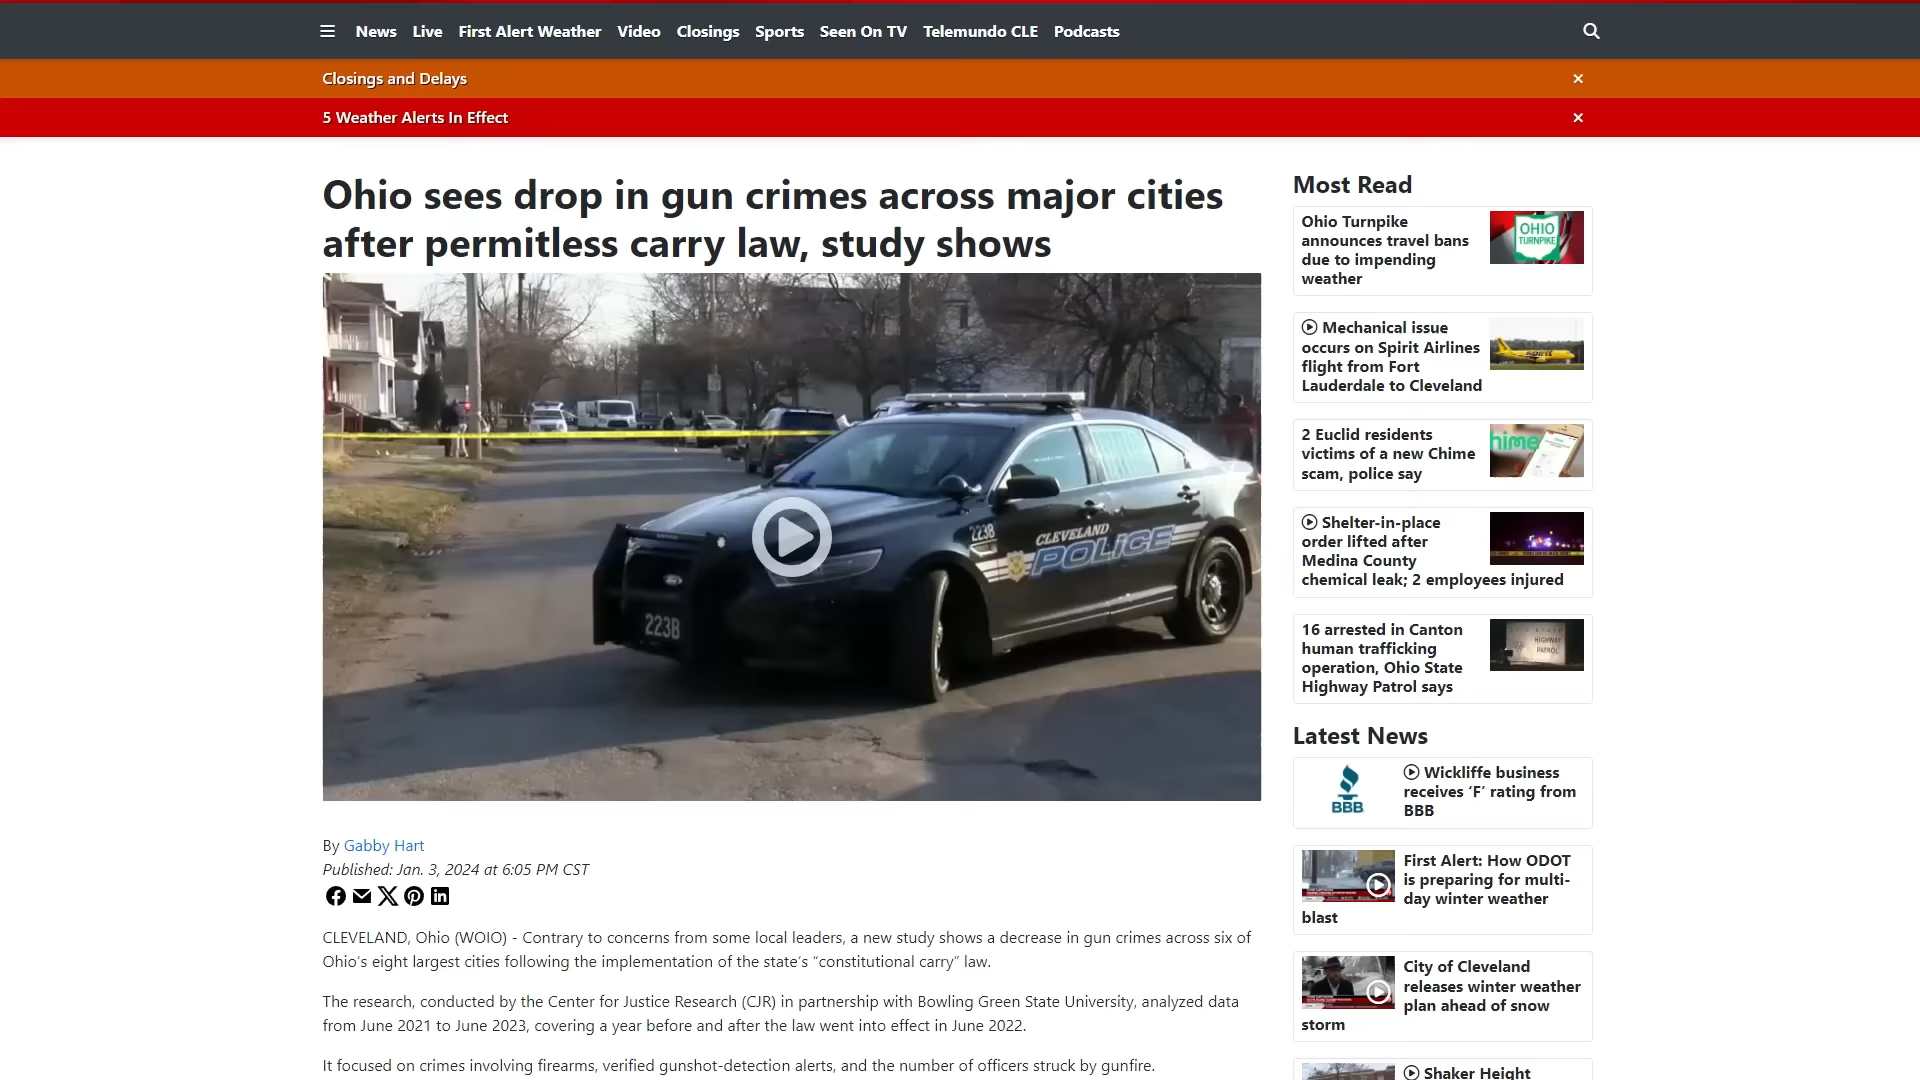 News Live First Alert Weather Video Closings Sports Seen On TV Telemundo CLE Podcasts
Closings and Delays
5 Weather Alerts In Effect
Ohio sees drop in gun crimes across major cities
after permitless carry law, study shows
223B
CLEVELAND
POLICE
223B
By Gabby Hart
Published: Jan. 3, 2024 at 6:05 PM CST
CLEVELAND, Ohio (WOIO) - Contrary to concerns from some local leaders, a new study shows a decrease in gun crimes across six of
Ohio’s eight largest cities following the implementation of the state’s “constitutional carry” law.
The research, conducted by the Center for Justice Research (CJR) in partnership with Bowling Green State University, analyzed data
from June 2021 to June 2023, covering a year before and after the law went into effect in June 2022.
It focused on crimes involving firearms, verified gunshot-detection alerts, and the number of officers struck by gunfire.
Most Read
Ohio Turnpike
announces travel bans
due to impending
weather
OHIO
TURNPIKE
Mechanical issue
occurs on Spirit Airlines
flight from Fort
Lauderdale to Cleveland
spirit
2 Euclid residents
victims of a new Chime
scam, police say
hime
Shelter-in-place
order lifted after
Medina County
chemical leak; 2 employees injured
16 arrested in Canton
human trafficking
operation, Ohio State
Highway Patrol says
HIGHWAY
PATROL
Latest News
BBB
Wickliffe business
receives ‘F’ rating from
BBB
First Alert: How ODOT
is preparing for multi-
day winter weather
blast
City of Cleveland
releases winter weather
plan ahead of snow
storm
Shaker Height